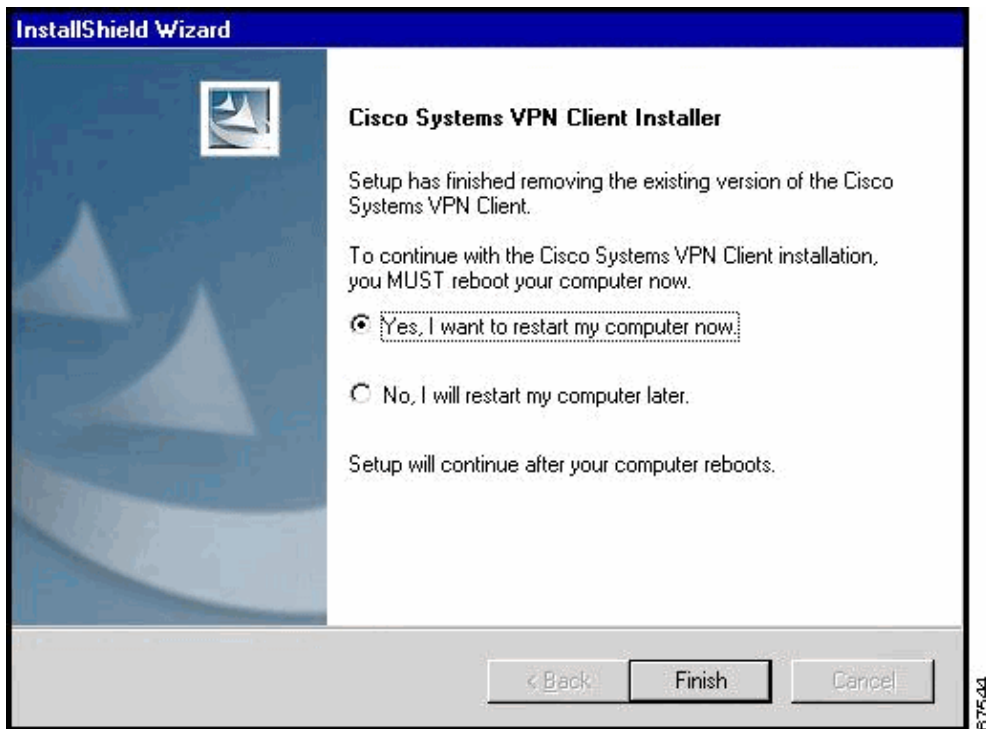 InstallShield Wizard
Cisco Systems VPN Client Installer
Setup has finished removing the existing version of the Cisco
Systems VPN Client.
To continue with the Cisco Systems VPN Client installation,
you MUST reboot your computer now.
Yes, I want to restart my computer now.
No, I will restart my computer later.
Setup will continue after your computer reboots.
< Back
Finish
Cancel
87544